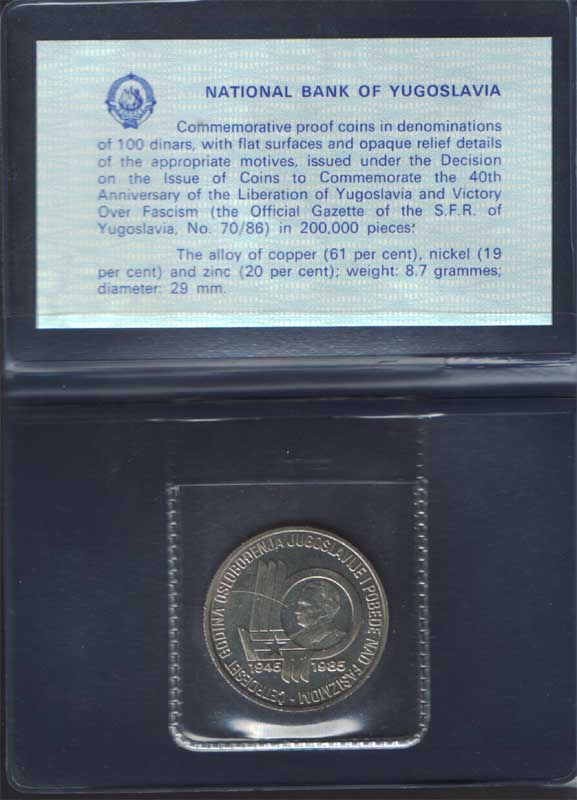 NATIONAL BANK OF YUGOSLAVIA
Commemorative proof coins in denominations
of 100 dinars, with flat surfaces and opaque relief details
of the appropriate motives, issued under the Decision
on the Issue of Coins to Commemorate the 40th
Anniversary of the Liberation of Yugoslavia and Victory
Over Fascism (the Official Gazette of the S.F.R. of
Yugoslavia, No. 70/86) in 200,000 pieces:
The alloy of copper (61 per cent), nickel (19
per cent) and zinc (20 per cent); weight: 8.7 grammes;
diameter: 29 mm.
ČETRDESET GODINA OSLOBOĐENJA JUGOSLAVIJE I POBEDE NAD FAŠIZMOM -
1945 1985